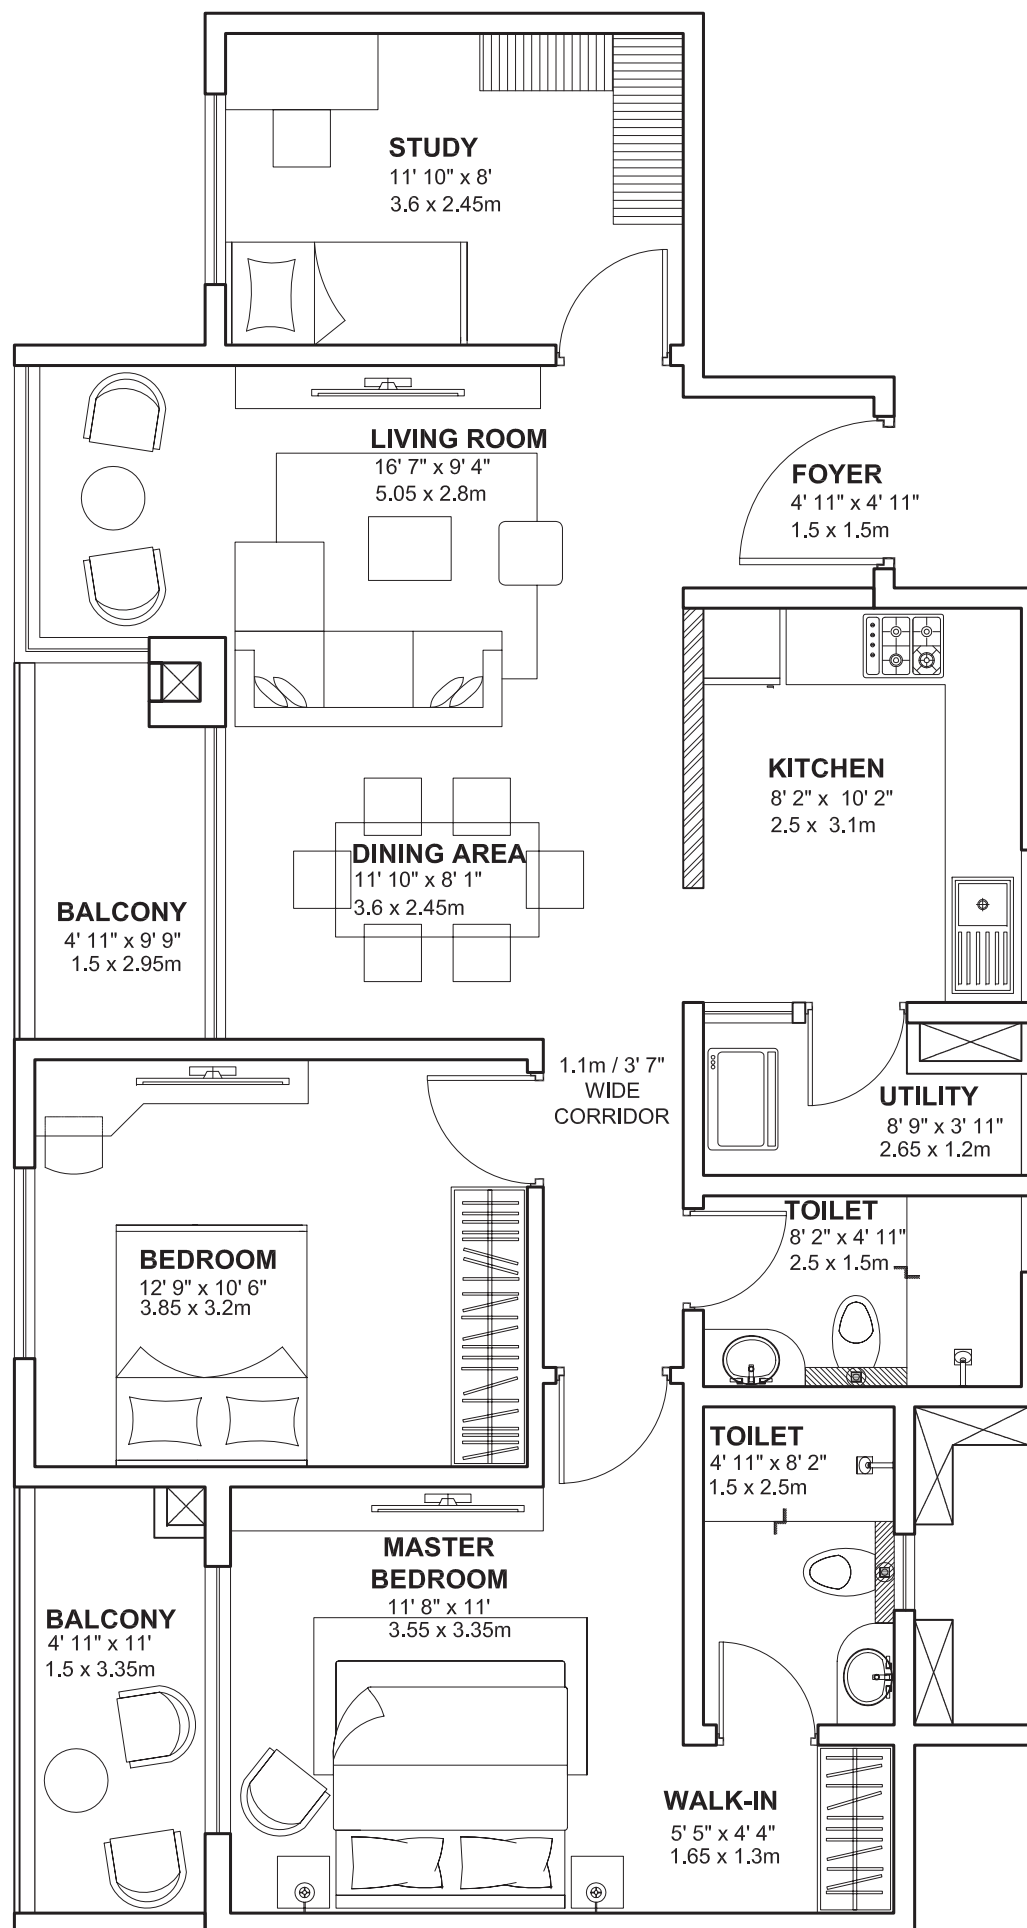 STUDY
11' 10" x 8'
3.6 x 2.45m
LIVING ROOM
16' 7" x 9' 4"
5.05 x 2.8m
FOYER
4' 11" x 4' 11"
1.5 x 1.5m
KITCHEN
8' 2" x 10' 2"
2.5 x 3.1m
DINING AREA
11' 10" x 8' 1"
3.6 x 2.45m
BALCONY
4' 11" x 9' 9"
1.5 x 2.95m
1.1m / 3' 7"
WIDE
CORRIDOR
UTILITY
8' 9" x 3' 11"
2.65 x 1.2m
TOILET
8' 2" x 4' 11"
2.5 x 1.5m
BEDROOM
12' 9" x 10' 6"
3.85 x 3.2m
TOILET
4' 11" x 8' 2"
1.5 x 2.5m
MASTER
BEDROOM
11' 8" x 11'
3.55 x 3.35m
BALCONY
4' 11" x 11'
1.5 x 3.35m
WALK-IN
5' 5" x 4' 4"
1.65 x 1.3m